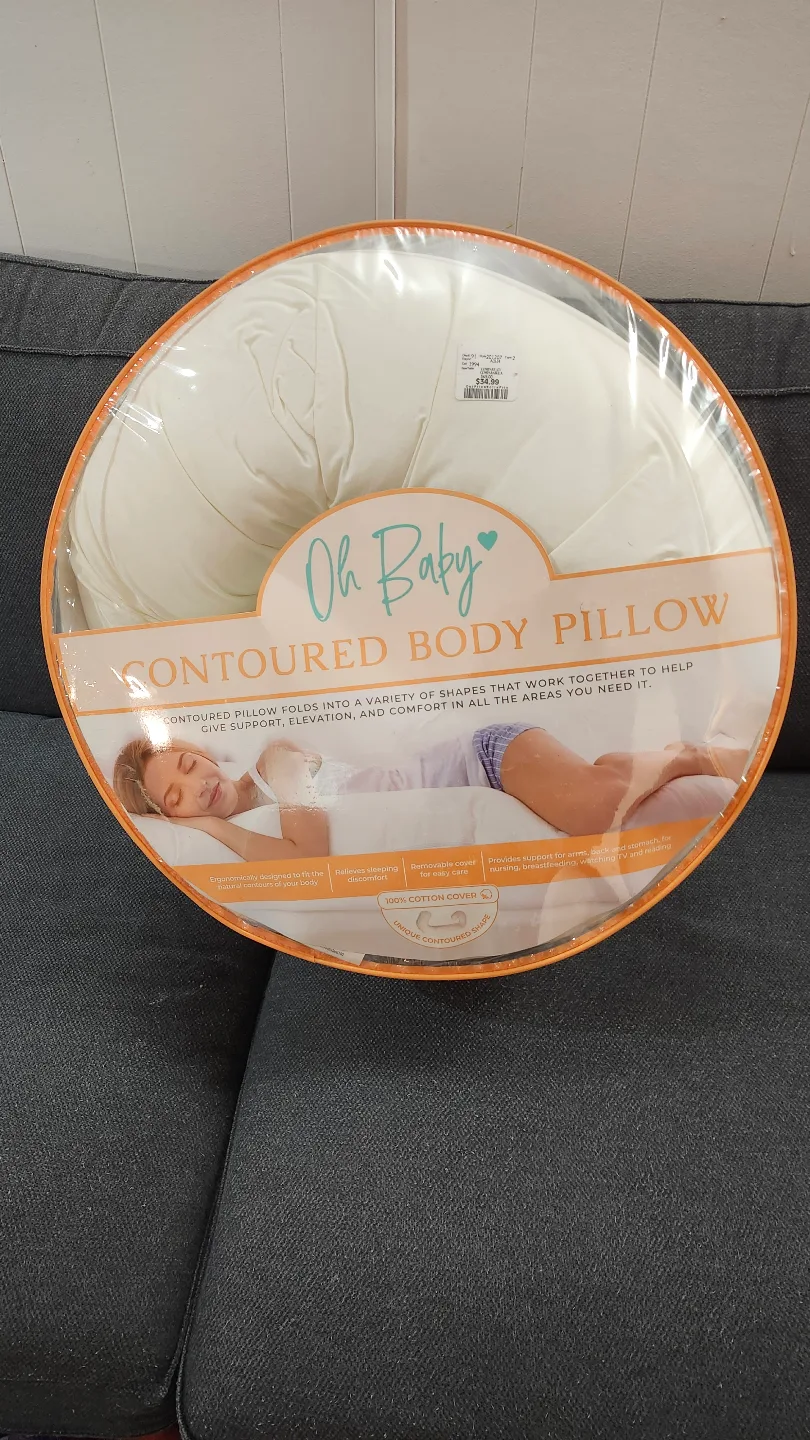 $34.99
Oh Baby
CONTOURED BODY PILLOW
CONTOURED PILLOW FOLDS INTO A VARIETY OF SHAPES THAT WORK TOGETHER TO HELP
GIVE SUPPORT, ELEVATION, AND COMFORT IN ALL THE AREAS YOU NEED IT.
Ergonomically designed to fit the
natural contours of your body
Relieves sleeping
discomfort
Removable cover
for easy care
Provides support for arms, back and stomach, for
nursing, breastfeeding, watching TV and reading
100% COTTON COVER
UNIQUE CONTOURED SHAPE